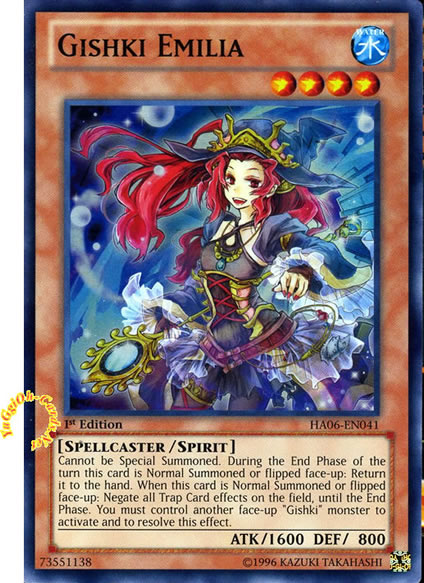 GISHKI EMILIA
WATER
水
YuGgiOh-Cards.Net
1st Edition
HA06-EN041
[SPELLCASTER/SPIRIT]
Cannot be Special Summoned. During the End Phase of the
turn this card is Normal Summoned or flipped face-up: Return
it to the hand. When this card is Normal Summoned or flipped
face-up: Negate all Trap Card effects on the field, until the End
Phase. You must control another face-up "Gishki" monster to
activate and to resolve this effect.
ATK/1600 DEF/ 800
73551138
©1996 KAZUKI TAKAHASHI